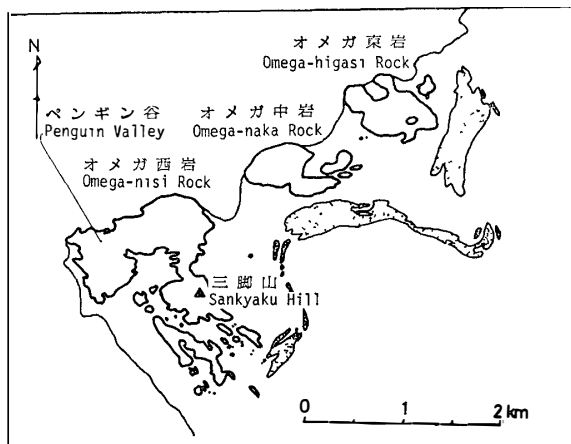 オメガ東岩
Omega-higasi Rock
N
ペンギン谷
Penguin Valley
オメガ中岩
Omega-naka Rock
オメガ西岩
Omega-nisi Rock
三脚山
Sankyaku Hill
0 1 2 km